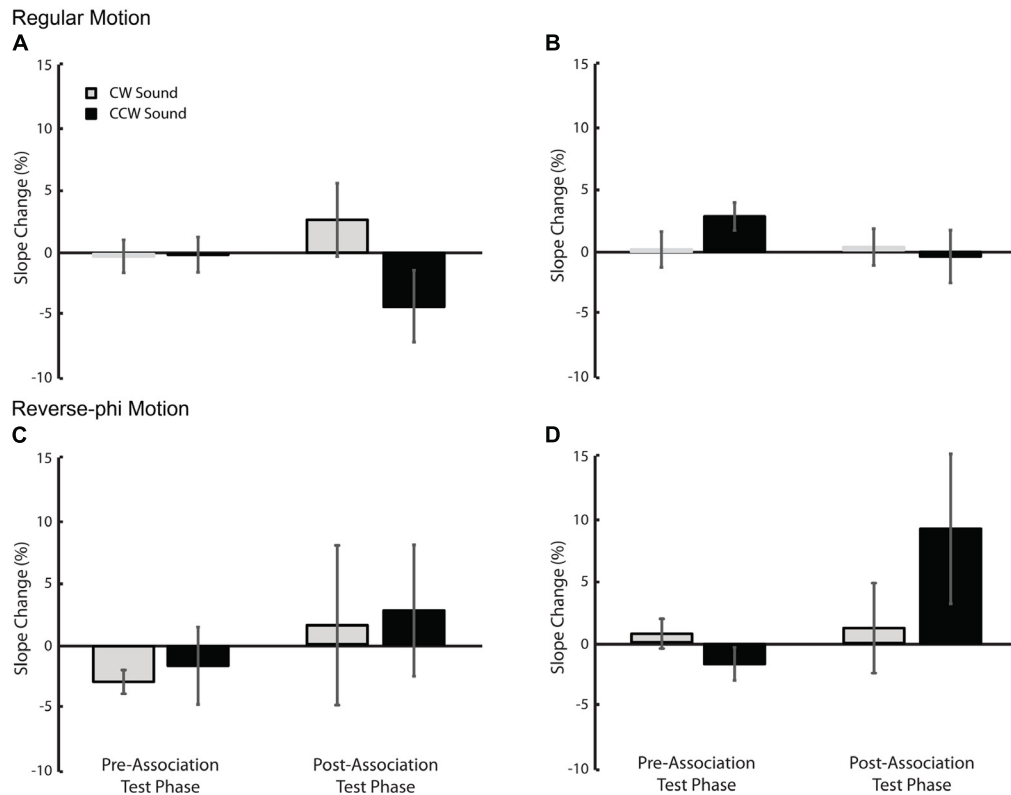 Regular Motion
A
15
10
5
0
-5
-10
Slope Change (%)
CW Sound
CCW Sound
B
15
10
5
0
-5
-10
Slope Change (%)
Reverse-phi Motion
C
15
10
5
0
-5
-10
Slope Change (%)
Pre-Association
Test Phase
Post-Association
Test Phase
D
15
10
5
0
-5
-10
Slope Change (%)
Pre-Association
Test Phase
Post-Association
Test Phase